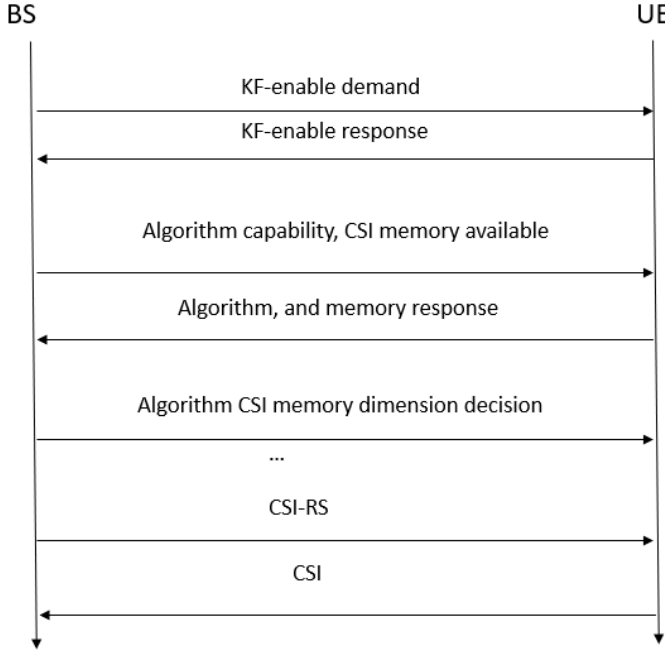 BS
UE
KF-enable demand
KF-enable response
Algorithm capability, CSI memory available
Algorithm, and memory response
Algorithm CSI memory dimension decision
...
CSI-RS
CSI